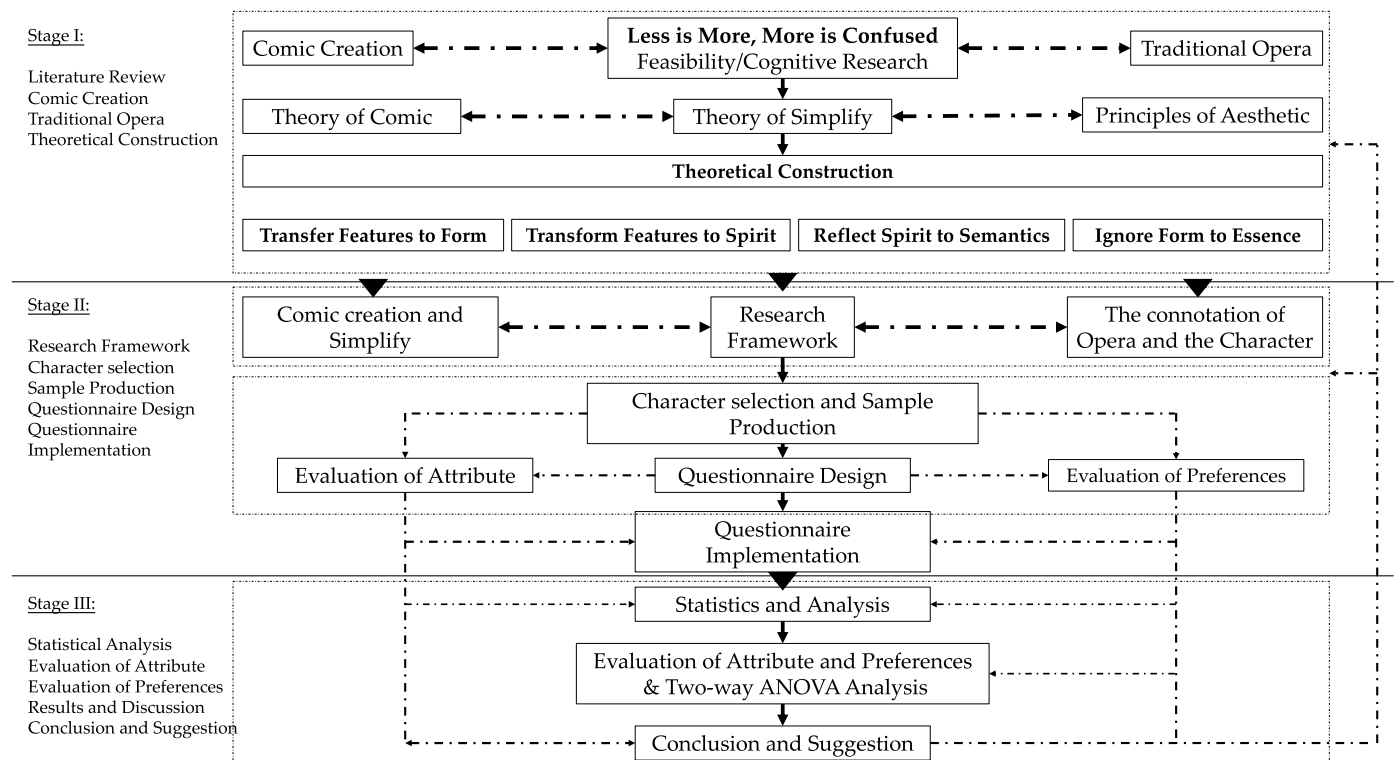 Stage I:
Literature Review
Comic Creation
Traditional Opera
Theoretical Construction
Comic Creation
Less is More, More is Confused
Feasibility/Cognitive Research
Traditional Opera
Theory of Comic
Theory of Simplify
Principles of Aesthetic
Theoretical Construction
Transfer Features to Form
Transform Features to Spirit
Reflect Spirit to Semantics
Ignore Form to Essence
Stage II:
Research Framework
Character selection
Sample Production
Questionnaire Design
Questionnaire
Implementation
Comic creation and
Simplify
Research
Framework
The connotation of
Opera and the Character
Character selection and Sample
Production
Evaluation of Attribute
Questionnaire Design
Evaluation of Preferences
Questionnaire
Implementation
Stage III:
Statistical Analysis
Evaluation of Attribute
Evaluation of Preferences
Results and Discussion
Conclusion and Suggestion
Statistics and Analysis
Evaluation of Attribute and Preferences
& Two-way ANOVA Analysis
Conclusion and Suggestion